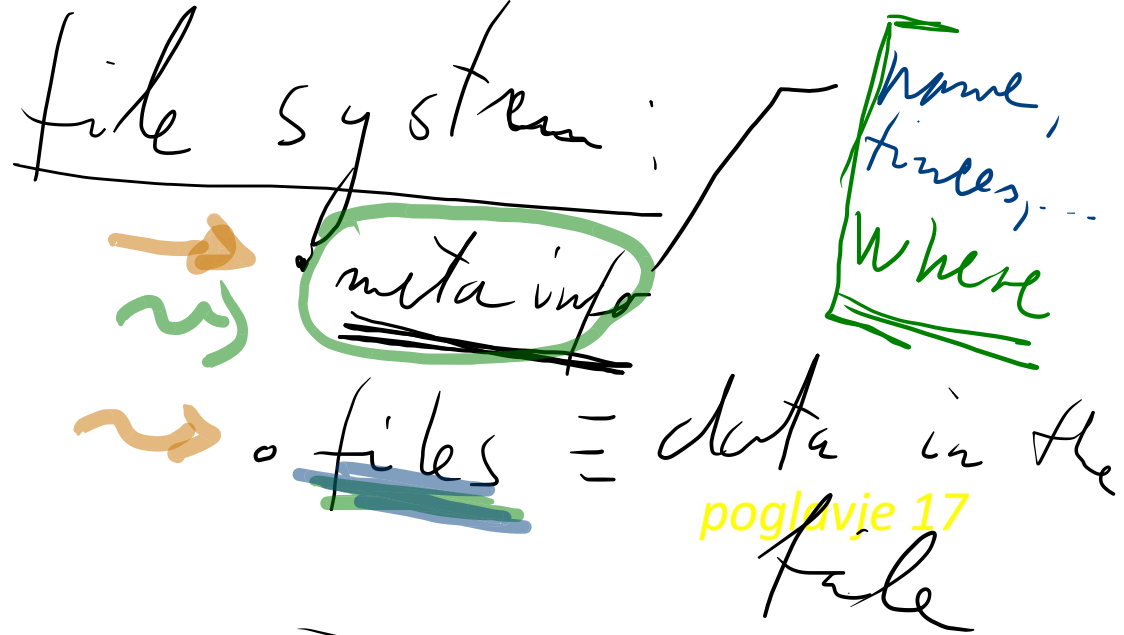 file system:
meta info
name,
times,...
Where
• files ≡ data in the
poglavje 17
file